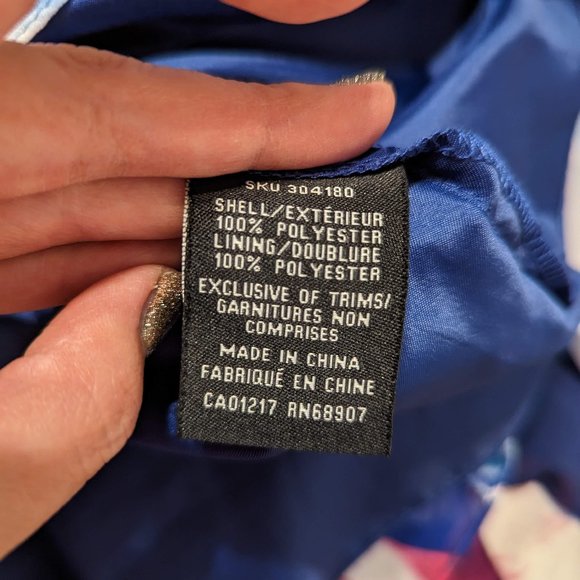 SKU 304180
SHELL/EXTÉRIEUR
100% POLYESTER
LINING/DOUBLURE
100% POLYESTER
EXCLUSIVE OF TRIMS/
GARNITURES NON
COMPRISES
MADE IN CHINA
FABRIQUÉ EN CHINE
CA01217 RN68907